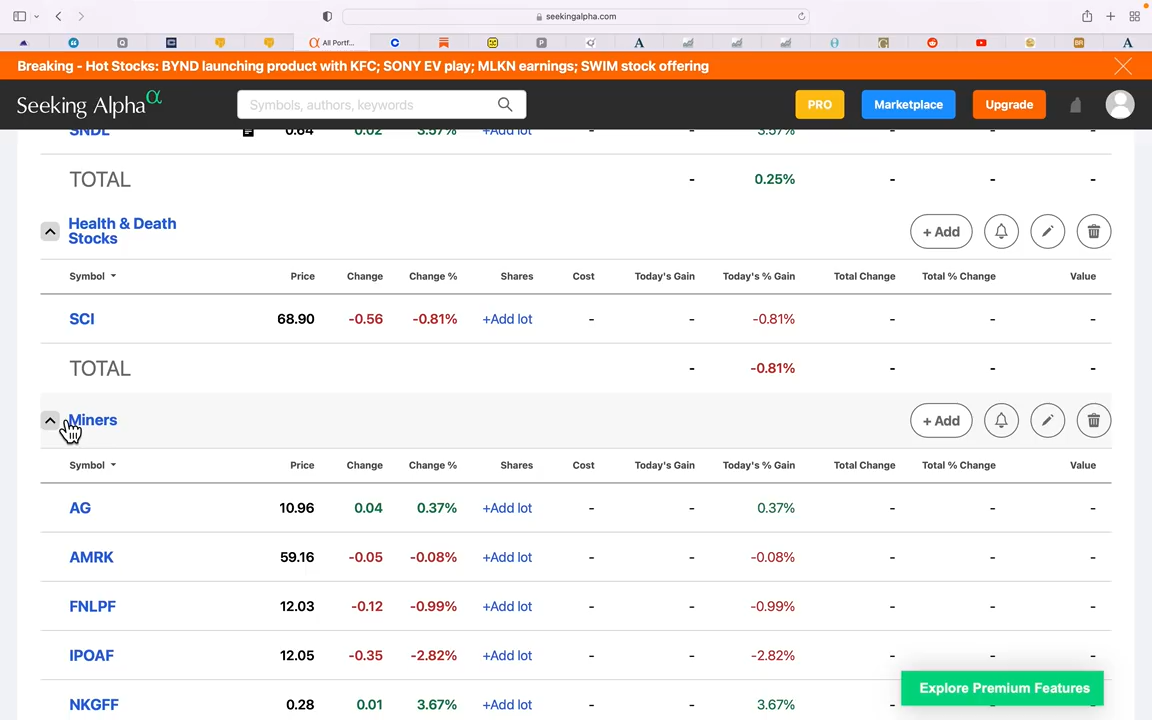 seekingalpha.com
All Portf...
Breaking - Hot Stocks: BYND launching product with KFC; SONY EV play; MLKN earnings; SWIM stock offering
Seeking Alpha α
Symbols, authors, keywords
PRO
Marketplace
Upgrade
SNDL 0.64 0.02 3.57% +Add lot - - 3.57% - - -
TOTAL - 0.25% - - -
Health & Death
Stocks
+ Add
Symbol Price Change Change % Shares Cost Today's Gain Today's % Gain Total Change Total % Change Value
SCI 68.90 -0.56 -0.81% +Add lot - - -0.81% - - -
TOTAL - -0.81% - - -
Miners + Add
Symbol Price Change Change % Shares Cost Today's Gain Today's % Gain Total Change Total % Change Value
AG 10.96 0.04 0.37% +Add lot - - 0.37% - - -
AMRK 59.16 -0.05 -0.08% +Add lot - - -0.08% - - -
FNLPF 12.03 -0.12 -0.99% +Add lot - - -0.99% - - -
IPOAF 12.05 -0.35 -2.82% +Add lot - - -2.82% - - -
NKGFF 0.28 0.01 3.67% +Add lot - - 3.67% - - -
Explore Premium Features